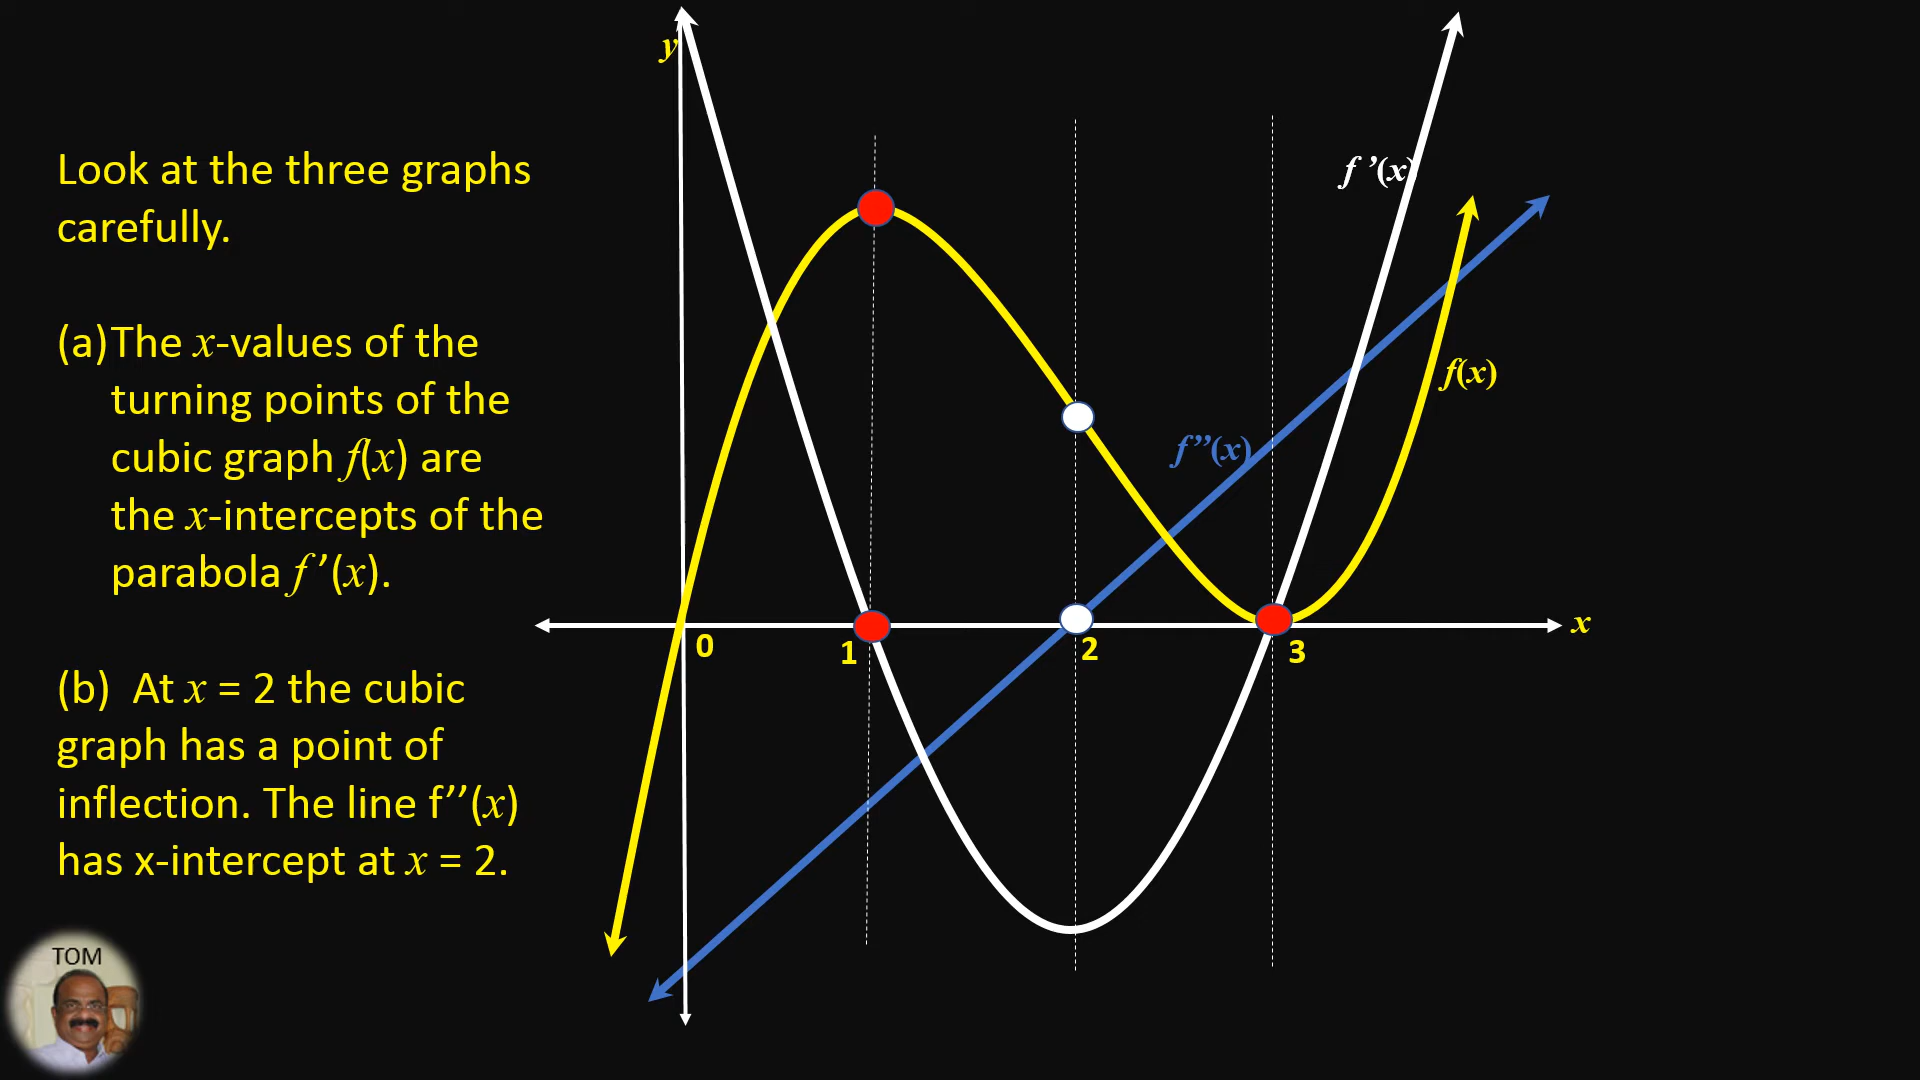 Look at the three graphs
carefully.
(a) The x-values of the
turning points of the
cubic graph f(x) are
the x-intercepts of the
parabola f ’(x).
(b) At x = 2 the cubic
graph has a point of
inflection. The line f’’(x)
has x-intercept at x = 2.
TOM
y
f ’(x)
f(x)
f ’’(x)
x
0
1
2
3